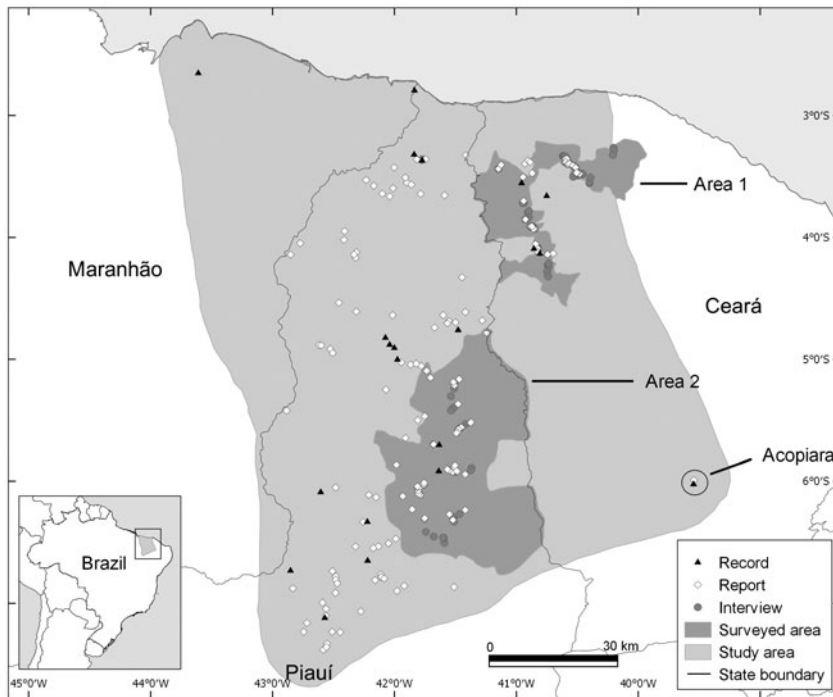 3°0'S
Area 1
4°0'S
Maranhão
Ceará
5°0'S
Area 2
Acopiara
6°0'S
Brazil
Record
Report
Interview
Surveyed area
Study area
State boundary
0 30 km
Piauí
45°0'W 44°0'W 43°0'W 42°0'W 41°0'W 40°0'W